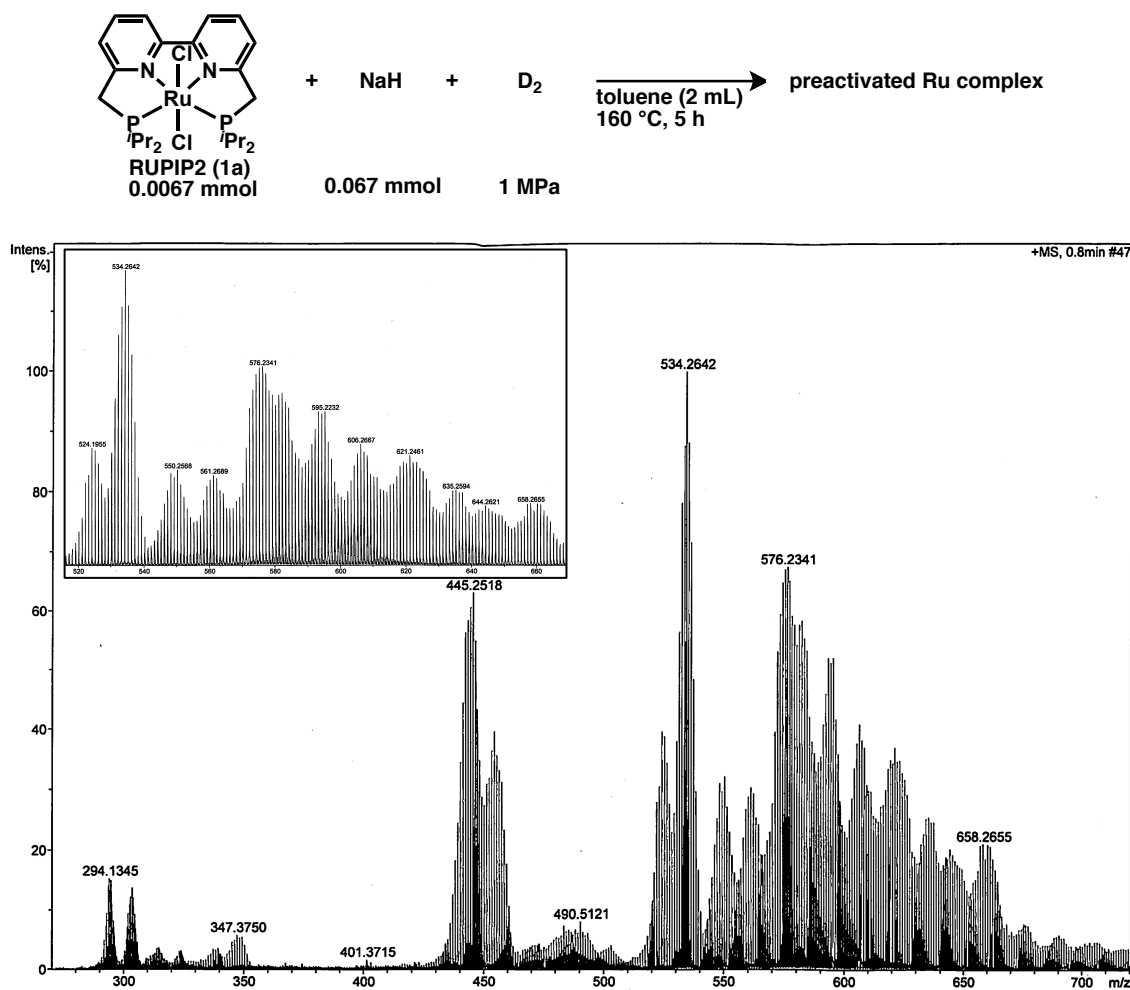 Cl
N N
Ru
P P
iPr2 Cl iPr2
+ NaH + D2
toluene (2 mL)
160 °C, 5 h
preactivated Ru complex
RUPIP2 (1a)
0.0067 mmol 0.067 mmol 1 MPa
Intens.
[%]
+MS, 0.8min #47
534.2642
576.2341
524.1955
550.2568
561.2689
595.2232
606.2667
621.2461
635.2594
644.2621
658.2655
520 540 560 580 600 620 640 660
100
80
60
40
20
0
534.2642
576.2341
445.2518
658.2655
294.1345
347.3750
401.3715
490.5121
300 350 400 450 500 550 600 650 700 m/z